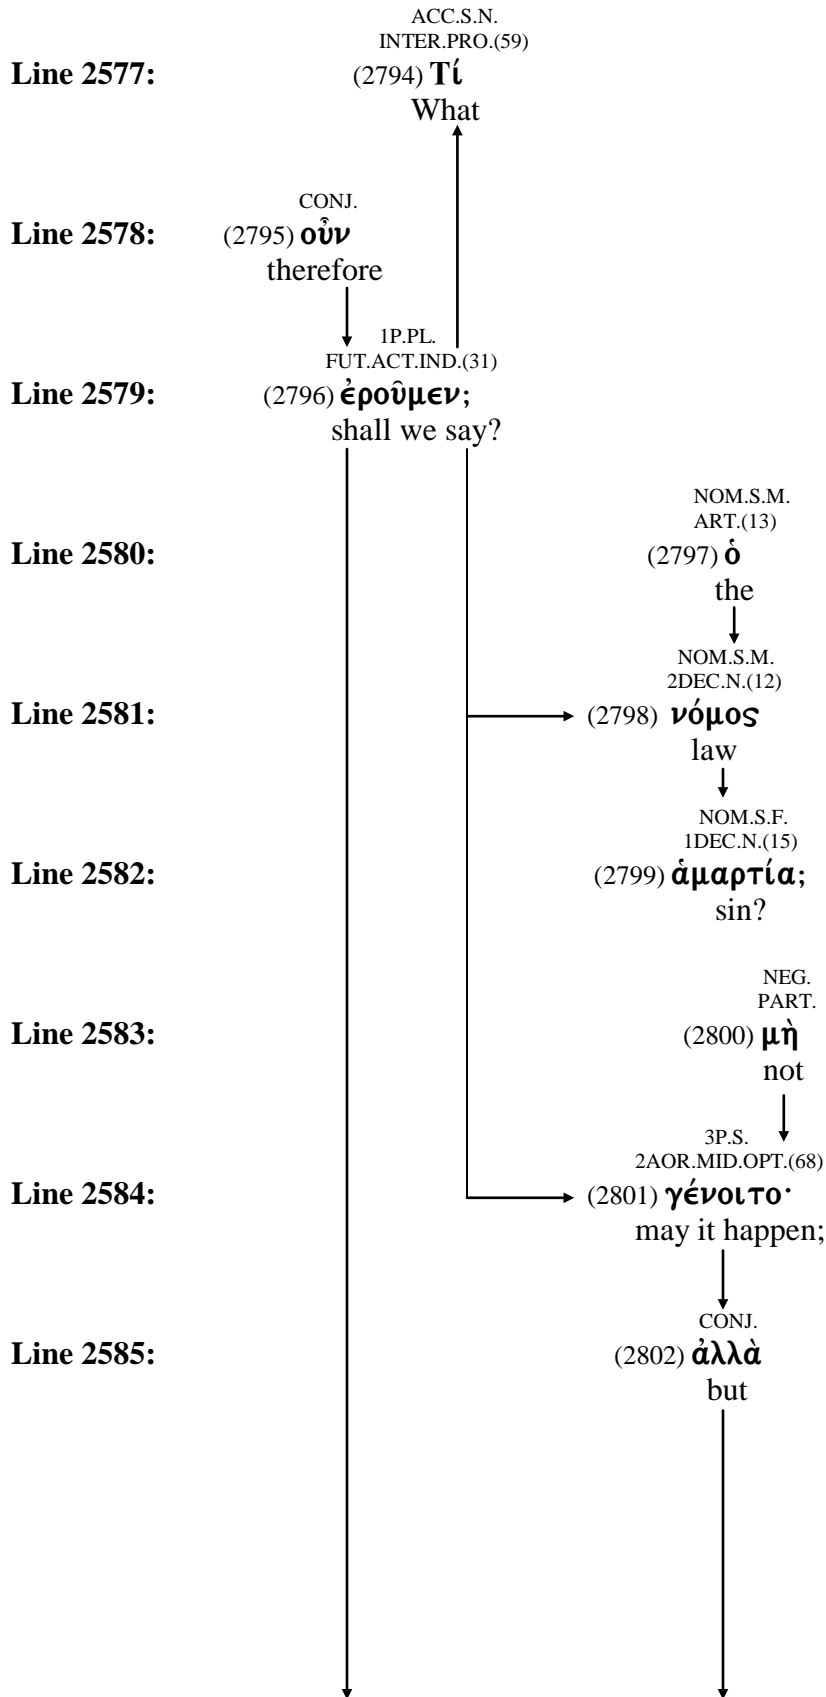 ACC.S.N.
INTER.PRO.(59)
Line 2577: (2794) Τί
What
CONJ.
Line 2578: (2795) οὖν
therefore
1P.PL.
FUT.ACT.IND.(31)
Line 2579: (2796) ἐροῦμεν;
shall we say?
NOM.S.M.
ART.(13)
Line 2580: (2797) ὁ
the
NOM.S.M.
2DEC.N.(12)
Line 2581: (2798) νόμος
law
NOM.S.F.
1DEC.N.(15)
Line 2582: (2799) ἁμαρτία;
sin?
NEG.
PART.
Line 2583: (2800) μὴ
not
3P.S.
2AOR.MID.OPT.(68)
Line 2584: (2801) γένοιτο·
may it happen;
CONJ.
Line 2585: (2802) ἀλλὰ
but